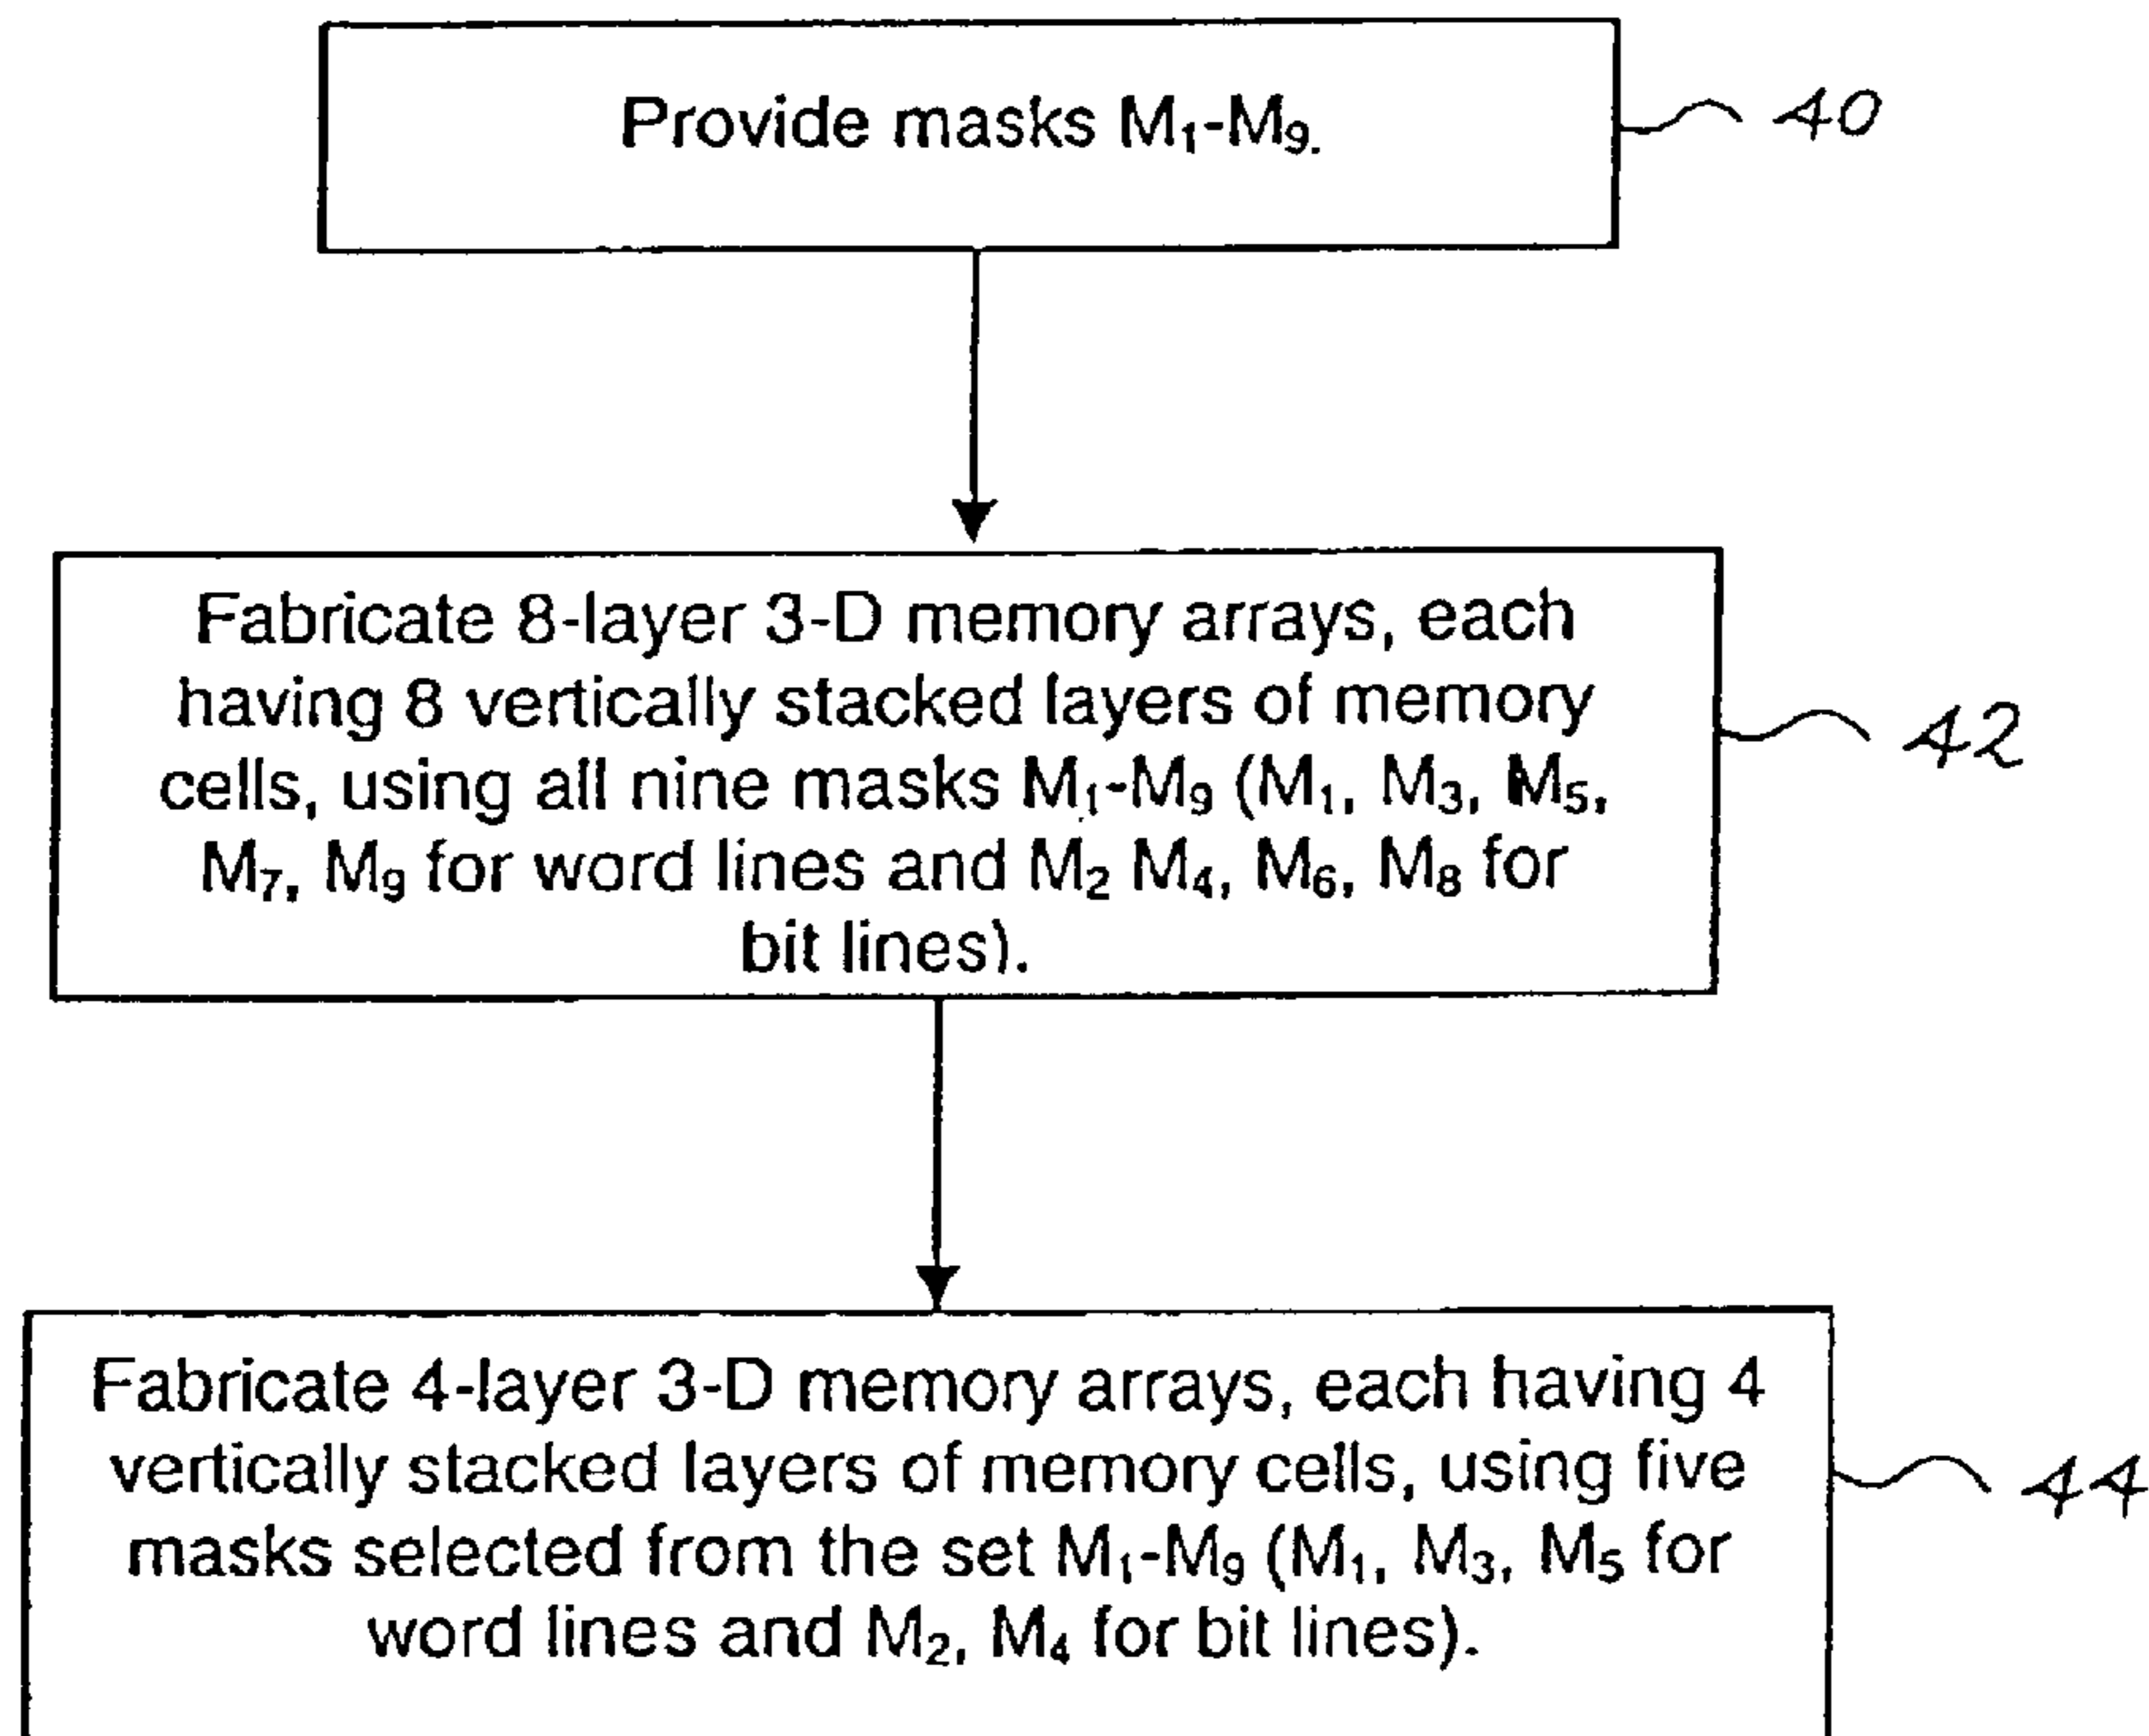 Provide masks M₁-M₉.
40
Fabricate 8-layer 3-D memory arrays, each
having 8 vertically stacked layers of memory
cells, using all nine masks M₁-M₉ (M₁, M₃, M₅,
M₇, M₉ for word lines and M₂ M₄, M₆, M₈ for
bit lines).
42
Fabricate 4-layer 3-D memory arrays, each having 4
vertically stacked layers of memory cells, using five
masks selected from the set M₁-M₉ (M₁, M₃, M₅ for
word lines and M₂, M₄ for bit lines).
44